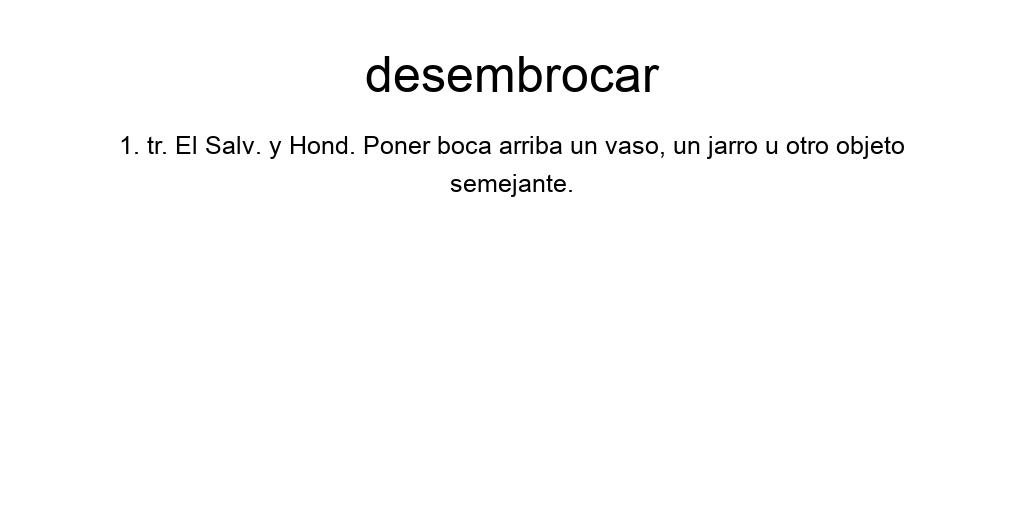 desembrocar
1. tr. El Salv. y Hond. Poner boca arriba un vaso, un jarro u otro objeto
semejante.